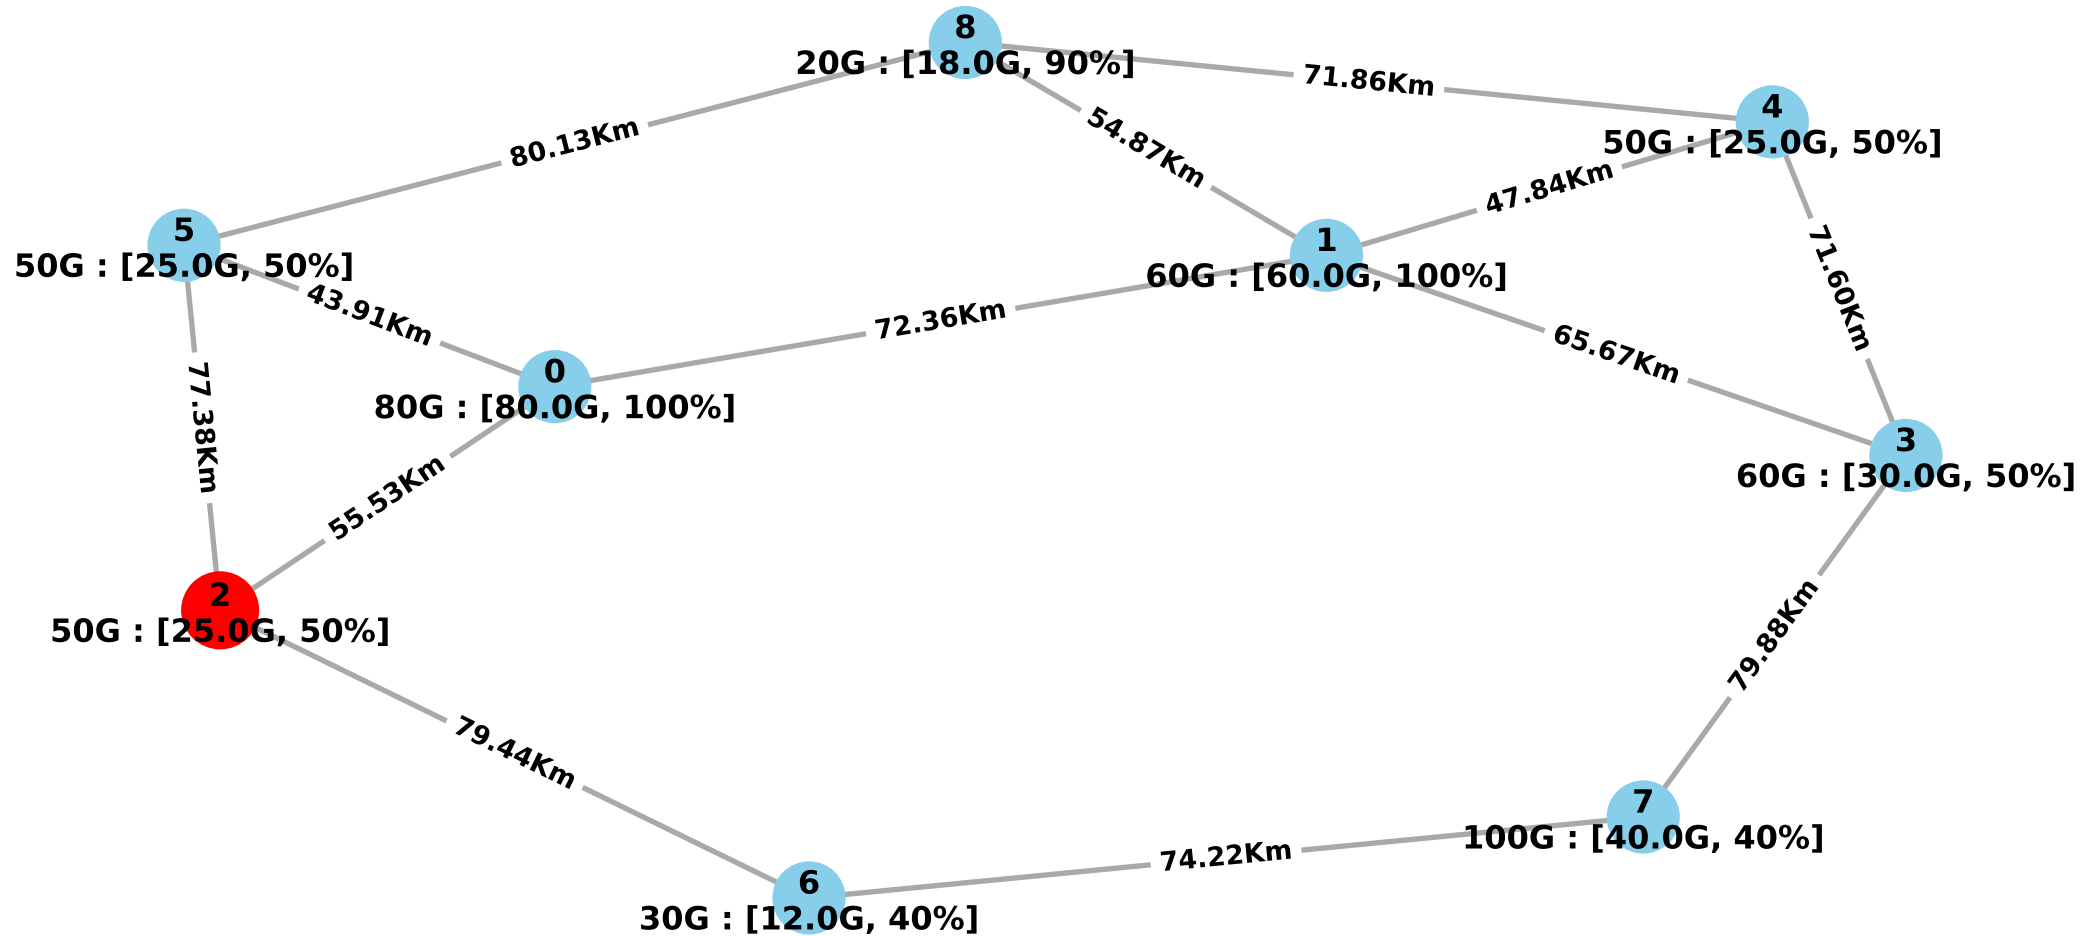 8
20G : [18.0G, 90%]
71.86Km
4
50G : [25.0G, 50%]
80.13Km
54.87Km
47.84Km
5
50G : [25.0G, 50%]
1
60G : [60.0G, 100%]
71.60Km
43.91Km
72.36Km
65.67Km
0
80G : [80.0G, 100%]
77.38Km
3
60G : [30.0G, 50%]
55.53Km
2
50G : [25.0G, 50%]
79.88Km
79.44Km
7
100G : [40.0G, 40%]
74.22Km
6
30G : [12.0G, 40%]